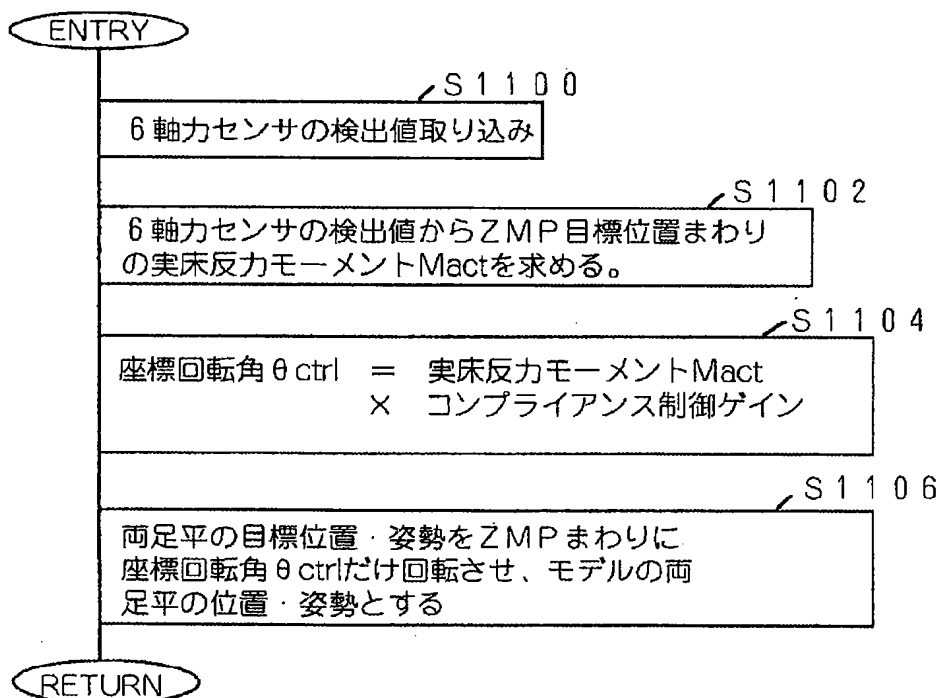 ENTRY
S1100
6軸力センサの検出値取り込み
S1102
6軸力センサの検出値からZMP目標位置まわり
の実床反力モーメントMactを求める。
S1104
座標回転角θctrl = 実床反力モーメントMact
× コンプライアンス制御ゲイン
S1106
両足平の目標位置・姿勢をZMPまわりに
座標回転角θctrlだけ回転させ、モデルの両
足平の位置・姿勢とする
RETURN